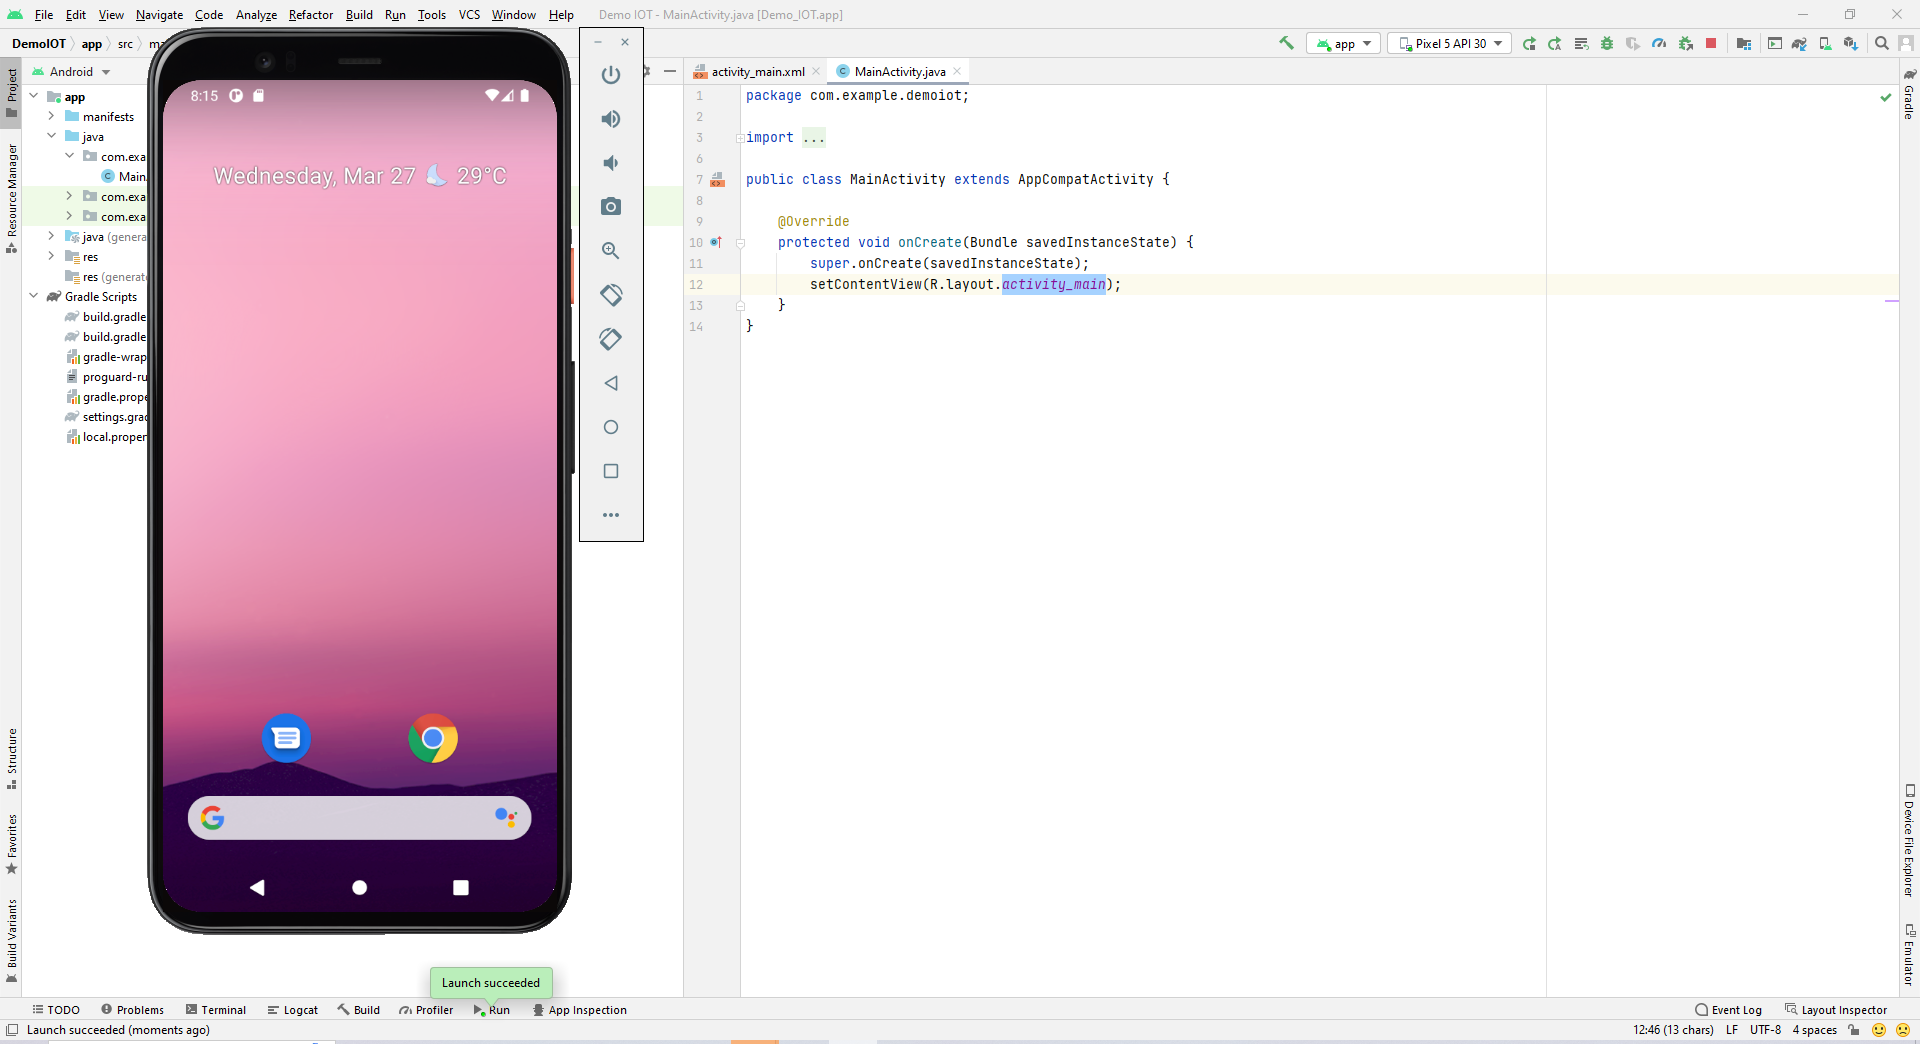 File Edit View Navigate Code Analyze Refactor Build Run Tools VCS Window Help Demo IOT - MainActivity.java [Demo_IOT.app]
DemoIOT app src ma app Pixel 5 API 30
Project
Android
activity_main.xml MainActivity.java
app
manifests
java
com.exa
Main.
com.exa
com.exa
java (genera
res
res (generate
Gradle Scripts
build.gradle
build.gradle
gradle-wrap
proguard-ru
gradle.prope
settings.grad
local.proper
Resource Manager
Structure
Favorites
Build Variants
8:15
Wednesday, Mar 27 29°C
1 package com.example.demoiot;
2
3 import ...
6
7 public class MainActivity extends AppCompatActivity {
8
9 @Override
10 protected void onCreate(Bundle savedInstanceState) {
11 super.onCreate(savedInstanceState);
12 setContentView(R.layout.activity_main);
13 }
14 }
Gradle
Device File Explorer
Emulator
Launch succeeded
TODO Problems Terminal Logcat Build Profiler Run App Inspection Event Log Layout Inspector
Launch succeeded (moments ago) 12:46 (13 chars) LF UTF-8 4 spaces